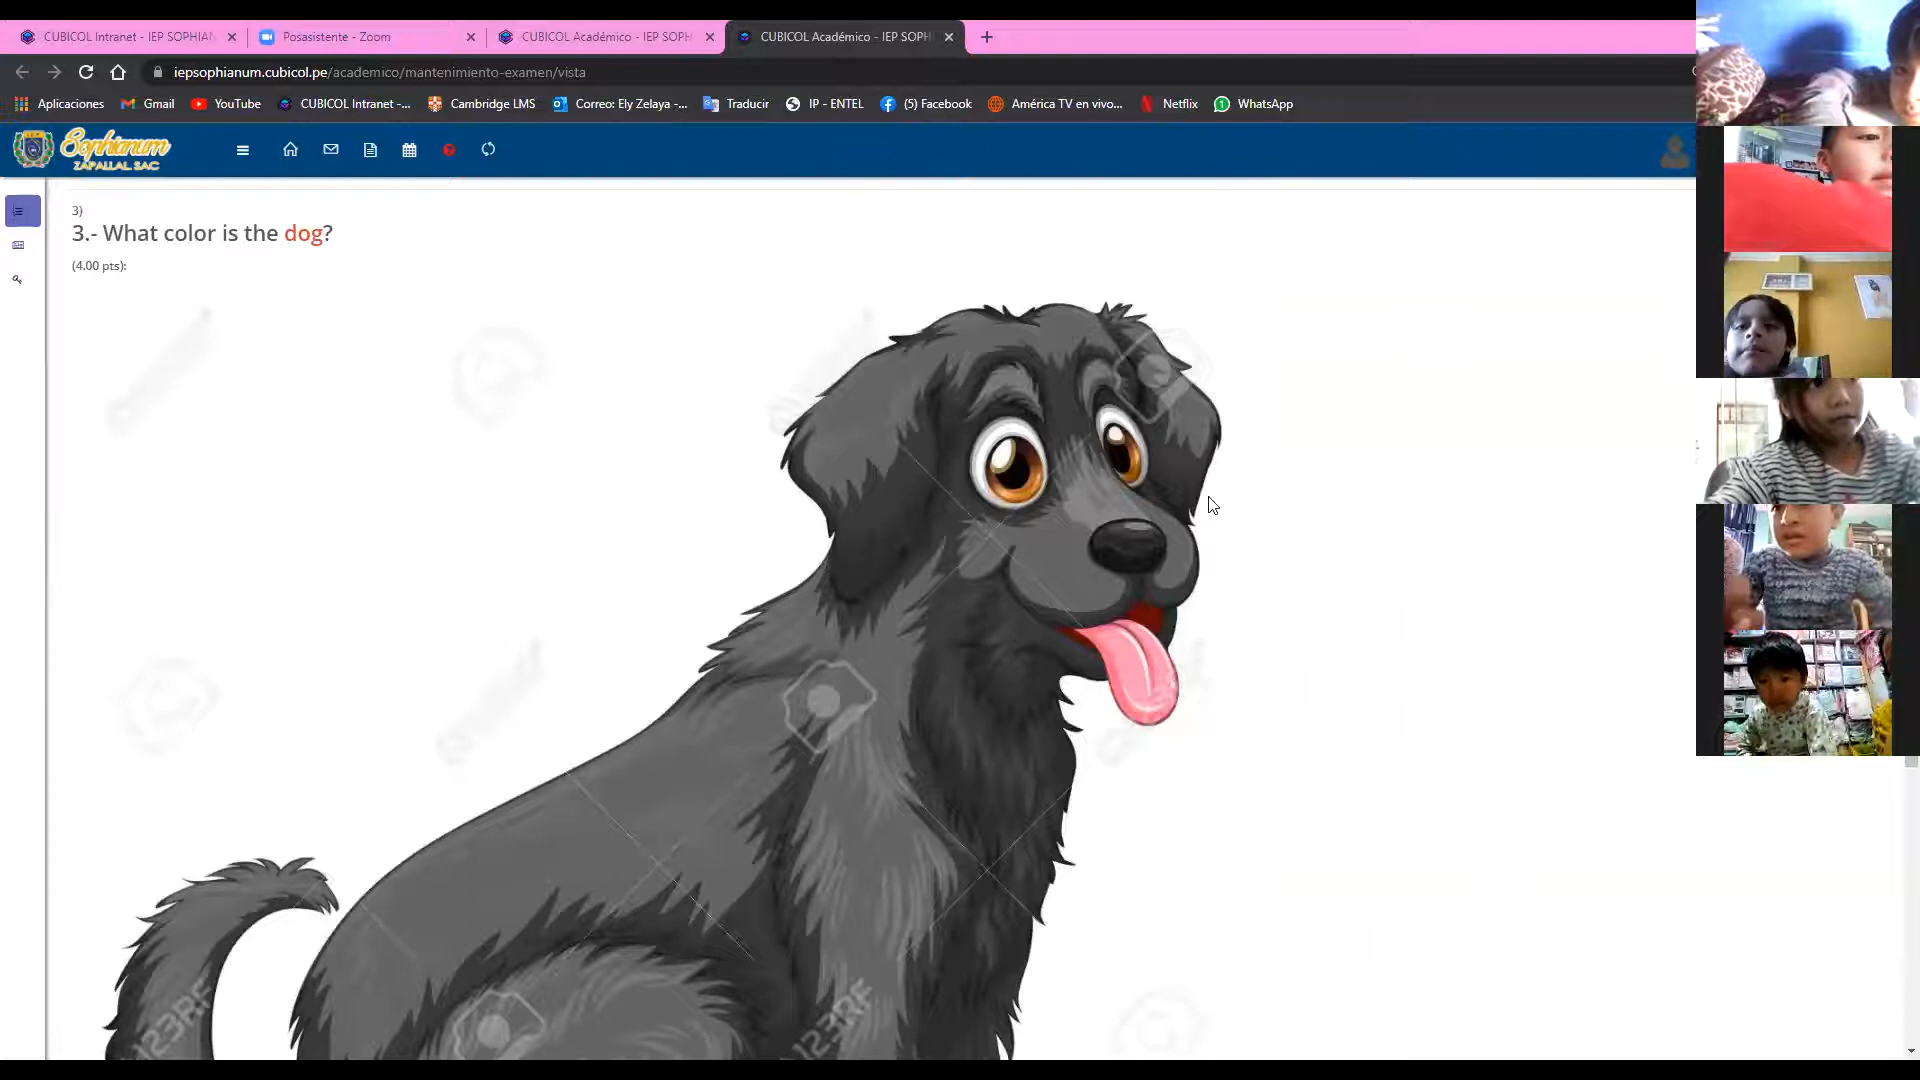 CUBICOL Intranet - IEP SOPHIAN
Posasistente - Zoom
CUBICOL Académico - IEP SOPH
CUBICOL Académico - IEP SOPH
iepsophianum.cubicol.pe/academico/mantenimiento-examen/vista
Aplicaciones
Gmail
YouTube
CUBICOL Intranet -...
Cambridge LMS
Correo: Ely Zelaya -...
Traducir
IP - ENTEL
(5) Facebook
América TV en vivo...
Netflix
WhatsApp
Sophianum
ZAPALLAL SAC
3)
3.- What color is the dog?
(4.00 pts):
123RF
123RF